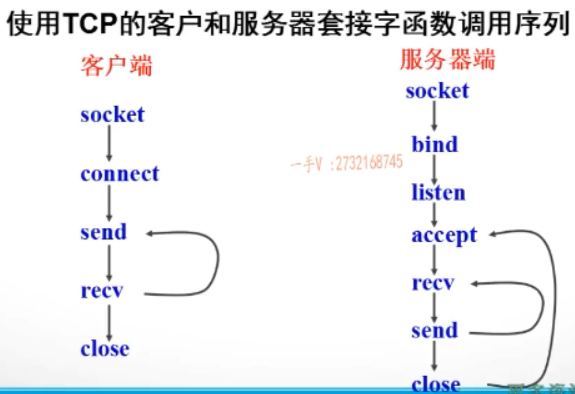 使用TCP的客户和服务器套接字函数调用序列
客户端
socket
connect
send
recv
close
服务器端
socket
bind
listen
accept
recv
send
close
一手V :2732168745